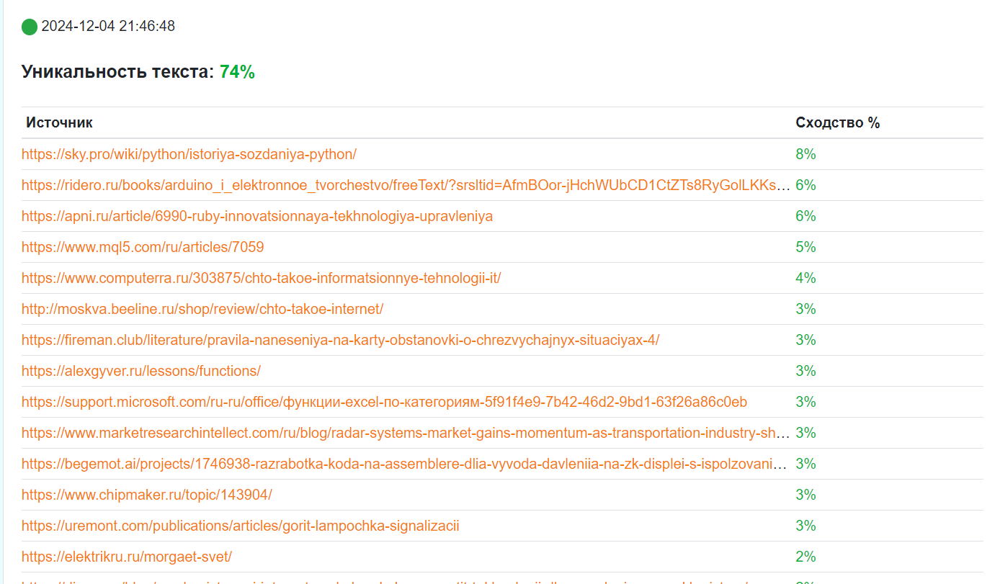 2024-12-04 21:46:48
Уникальность текста: 74%
Источник Сходство %
https://sky.pro/wiki/python/istoriya-sozdaniya-python/ 8%
https://ridero.ru/books/arduino_i_elektronnoe_tvorchestvo/freeText/?srsltid=AfmBOor-jHchWUbCD1CtZTs8RyGolLKKs... 6%
https://apni.ru/article/6990-ruby-innovatsionnaya-tekhnologiya-upravleniya 6%
https://www.mql5.com/ru/articles/7059 5%
https://www.computerra.ru/303875/chto-takoe-informatsionnye-tehnologii-it/ 4%
http://moskva.beeline.ru/shop/review/chto-takoe-internet/ 3%
https://fireman.club/literature/pravila-naneseniya-na-karty-obstanovki-o-chrezvychajnyx-situaciyax-4/ 3%
https://alexgyver.ru/lessons/functions/ 3%
https://support.microsoft.com/ru-ru/office/функции-excel-по-категориям-5f91f4e9-7b42-46d2-9bd1-63f26a86c0eb 3%
https://www.marketresearchintellect.com/ru/blog/radar-systems-market-gains-momentum-as-transportation-industry-sh... 3%
https://begemot.ai/projects/1746938-razrabotka-koda-na-assemblere-dlia-vyvoda-davleniia-na-zk-displei-s-ispolzovani... 3%
https://www.chipmaker.ru/topic/143904/ 3%
https://uremont.com/publications/articles/gorit-lampochka-signalizacii 3%
https://elektrikru.ru/morgaet-svet/ 2%